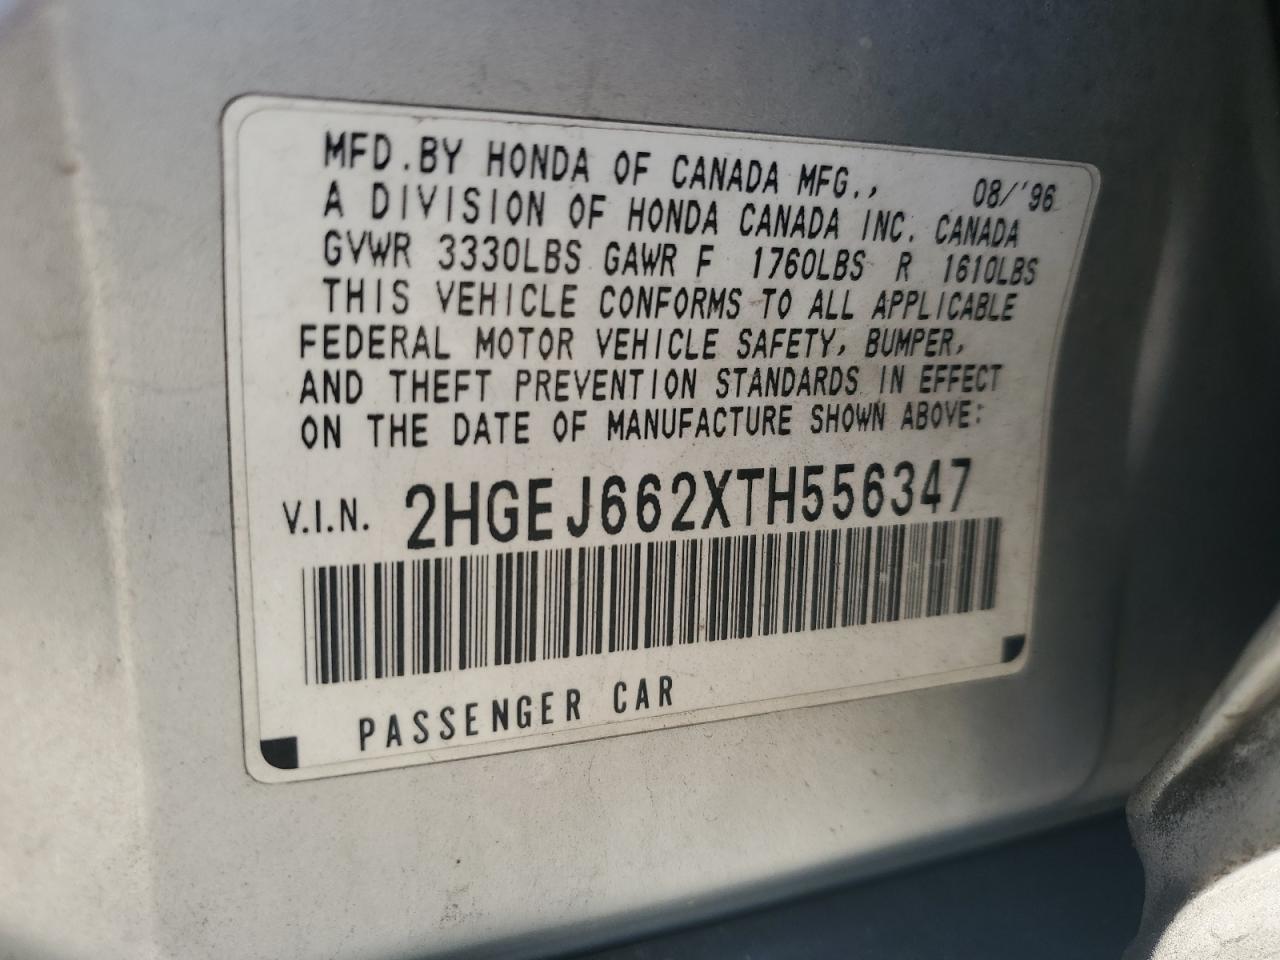 MFD.BY HONDA OF CANADA MFG., 08/'96
A DIVISION OF HONDA CANADA INC. CANADA
GVWR 3330LBS GAWR F 1760LBS R 1610LBS
THIS VEHICLE CONFORMS TO ALL APPLICABLE
FEDERAL MOTOR VEHICLE SAFETY, BUMPER,
AND THEFT PREVENTION STANDARDS IN EFFECT
ON THE DATE OF MANUFACTURE SHOWN ABOVE:
V.I.N. 2HGEJ662XTH556347
PASSENGER CAR